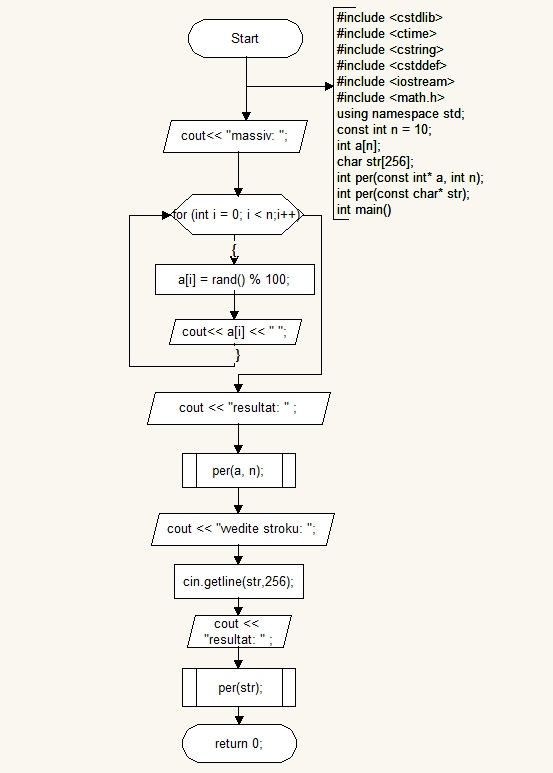 Start
#include <cstdlib>
#include <ctime>
#include <cstring>
#include <cstddef>
#include <iostream>
#include <math.h>
using namespace std;
const int n = 10;
int a[n];
char str[256];
int per(const int* a, int n);
int per(const char* str);
int main()
cout<< "massiv: ";
for (int i = 0; i < n;i++)
{
a[i] = rand() % 100;
cout<< a[i] << " ";
}
cout << "resultat: " ;
per(a, n);
cout << "wedite stroku: ";
cin.getline(str,256);
cout <<
"resultat: " ;
per(str);
return 0;